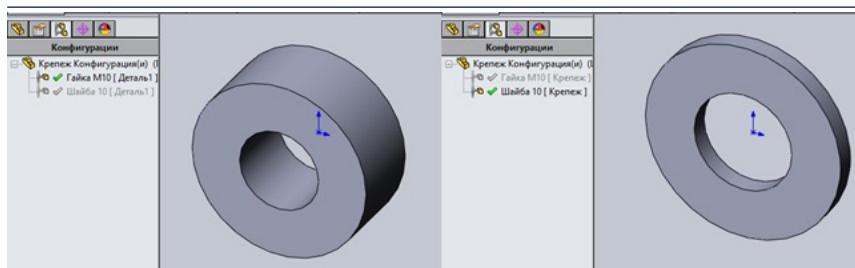 Конфигурации
Крепеж Конфигурация(и) (I
Гайка М10 [ Деталь1 ]
Шайба 10 [ Деталь1 ]
Конфигурации
Крепеж Конфигурация(и) (I
Гайка М10 [ Крепеж ]
Шайба 10 [ Крепеж ]